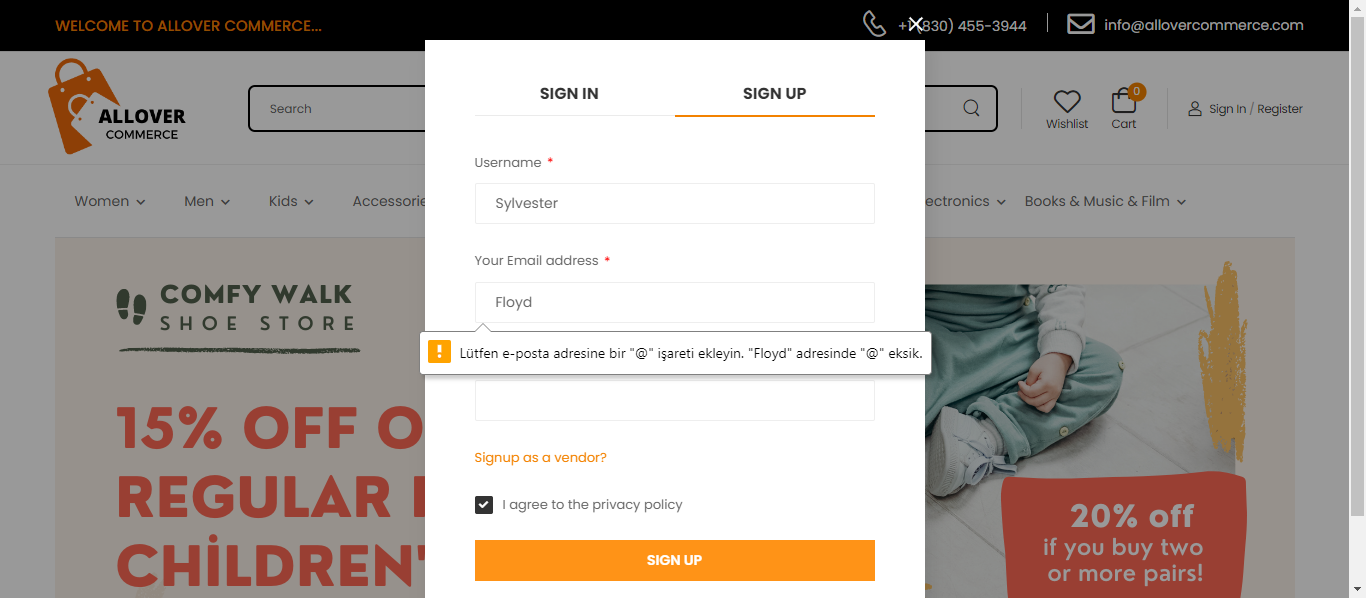 WELCOME TO ALLOVER COMMERCE...
+1 (830) 455-3944
info@allovercommerce.com
ALLOVER
COMMERCE
Search
Wishlist
0
Cart
Sign In / Register
Women
Men
Kids
Accessorie
ectronics
Books & Music & Film
SIGN IN
SIGN UP
Username *
Sylvester
Your Email address *
Floyd
Lütfen e-posta adresine bir "@" işareti ekleyin. "Floyd" adresinde "@" eksik.
Signup as a vendor?
I agree to the privacy policy
SIGN UP
COMFY WALK
SHOE STORE
15% OFF O
REGULAR
CHİLDREN'
20% off
if you buy two
or more pairs!